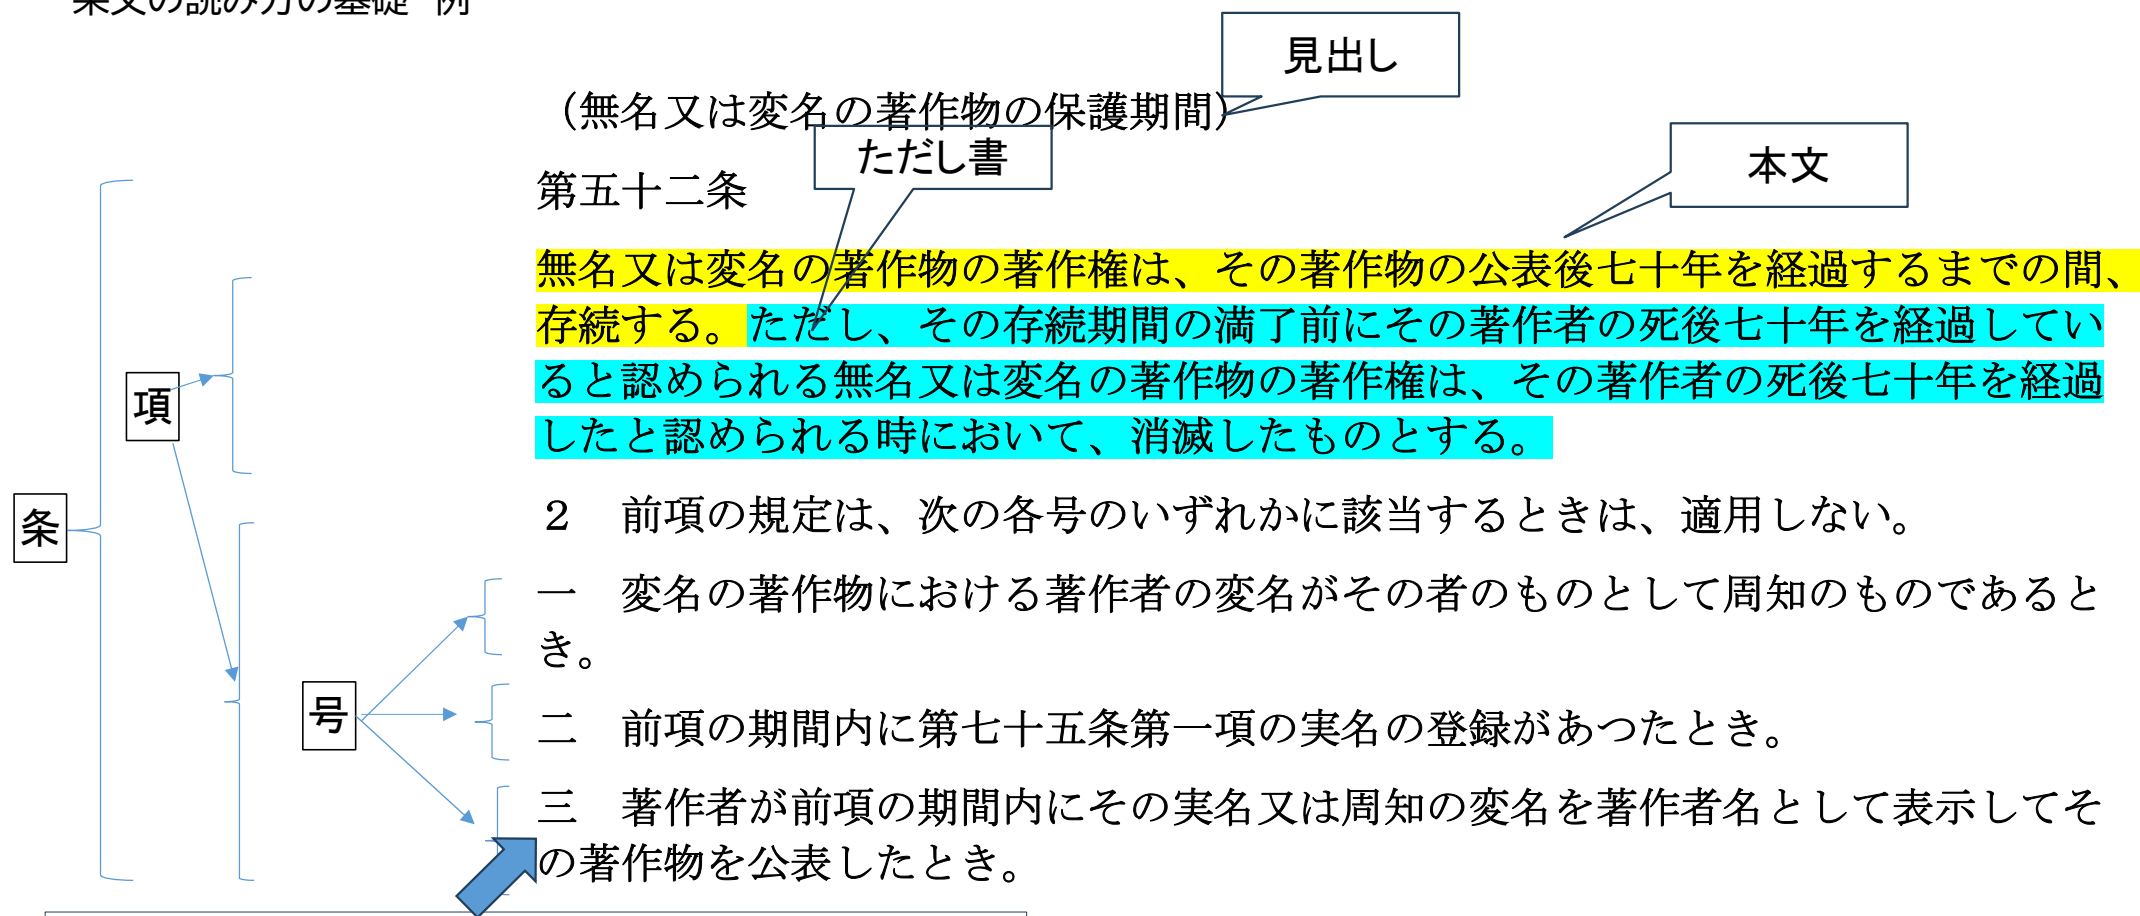 条文の読み方の基礎 例
見出し
（無名又は変名の著作物の保護期間）
ただし書
本文
第五十二条
無名又は変名の著作物の著作権は、その著作物の公表後七十年を経過するまでの間、
存続する。ただし、その存続期間の満了前にその著作者の死後七十年を経過してい
ると認められる無名又は変名の著作物の著作権は、その著作者の死後七十年を経過
したと認められる時において、消滅したものとする。
項
条
２　前項の規定は、次の各号のいずれかに該当するときは、適用しない。
一　変名の著作物における著作者の変名がその者のものとして周知のものであると
き。
号
二　前項の期間内に第七十五条第一項の実名の登録があつたとき。
三　著作者が前項の期間内にその実名又は周知の変名を著作者名として表示してそ
の著作物を公表したとき。